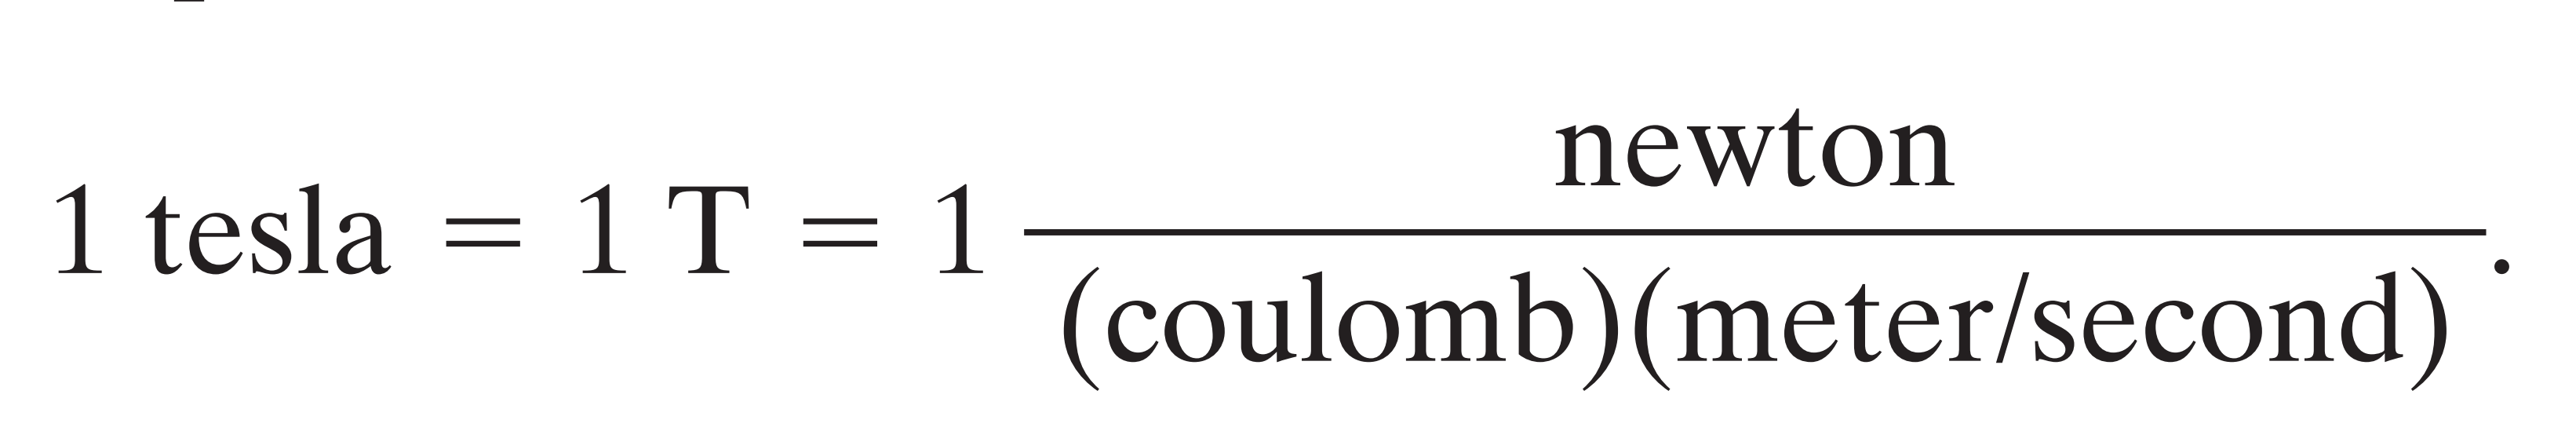 1 tesla = 1 T = 1 newton / (coulomb)(meter/second).